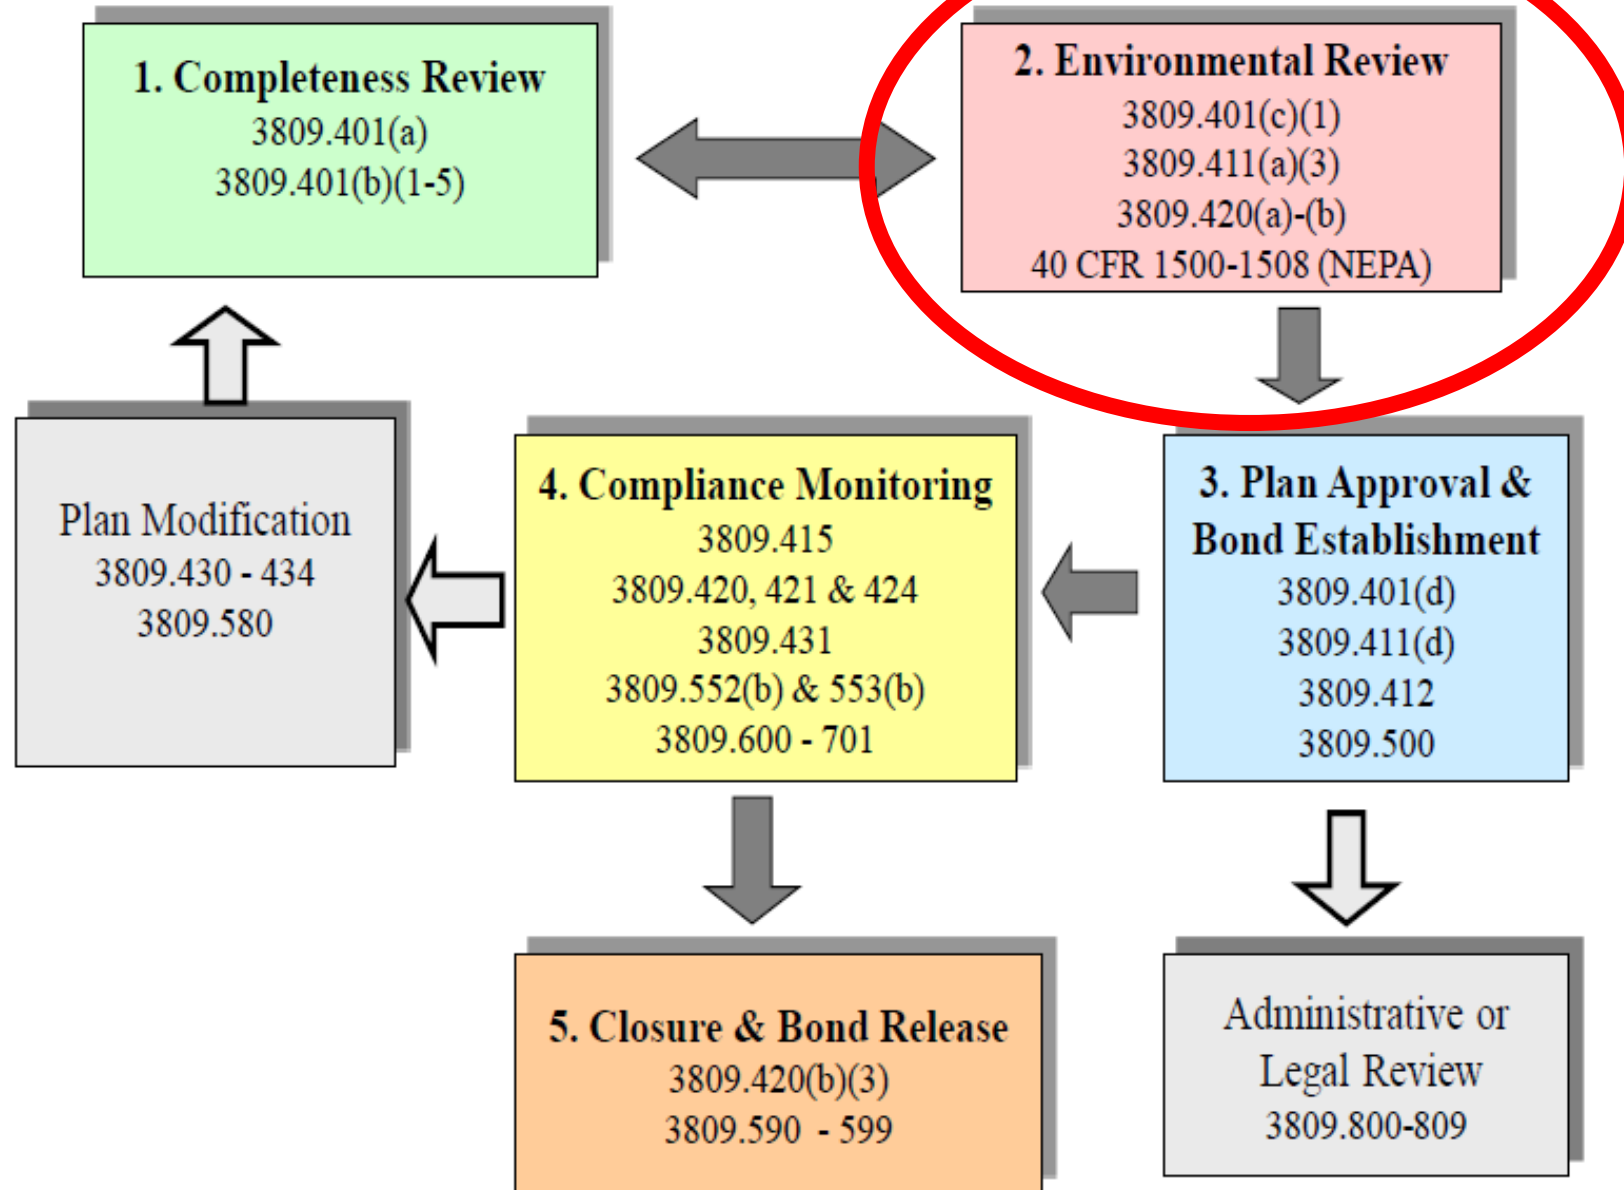 1. Completeness Review
3809.401(a)
3809.401(b)(1-5)
2. Environmental Review
3809.401(c)(1)
3809.411(a)(3)
3809.420(a)-(b)
40 CFR 1500-1508 (NEPA)
Plan Modification
3809.430 - 434
3809.580
4. Compliance Monitoring
3809.415
3809.420, 421 & 424
3809.431
3809.552(b) & 553(b)
3809.600 - 701
3. Plan Approval &
Bond Establishment
3809.401(d)
3809.411(d)
3809.412
3809.500
5. Closure & Bond Release
3809.420(b)(3)
3809.590 - 599
Administrative or
Legal Review
3809.800-809